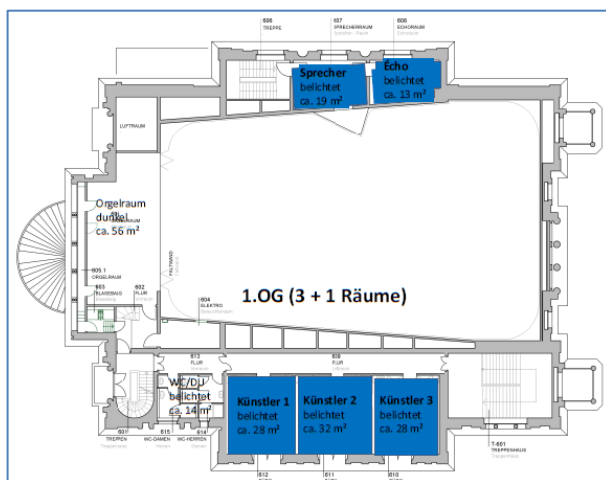 606
TREPPE
607
SPRECHERRAUM
608
ECHORAUM
Sprecher
belichtet
ca. 19 m²
Echo
belichtet
ca. 13 m²
LUFTRAUM
Orgelraum
dunkel
ca. 56 m²
605.1
ORGELRAUM
603
BLASEBALG
602
FLUR
FALTWAND
604
ELEKTRO
1.OG (3 + 1 Räume)
613
FLUR
609
FLUR
WC/DU
belichtet
ca. 14 m²
Künstler 1
belichtet
ca. 28 m²
Künstler 2
belichtet
ca. 32 m²
Künstler 3
belichtet
ca. 28 m²
601
TREPPEN
615
WC-DAMEN
614
WC-HERREN
T-601
TREPPENHAUS
612
611
610